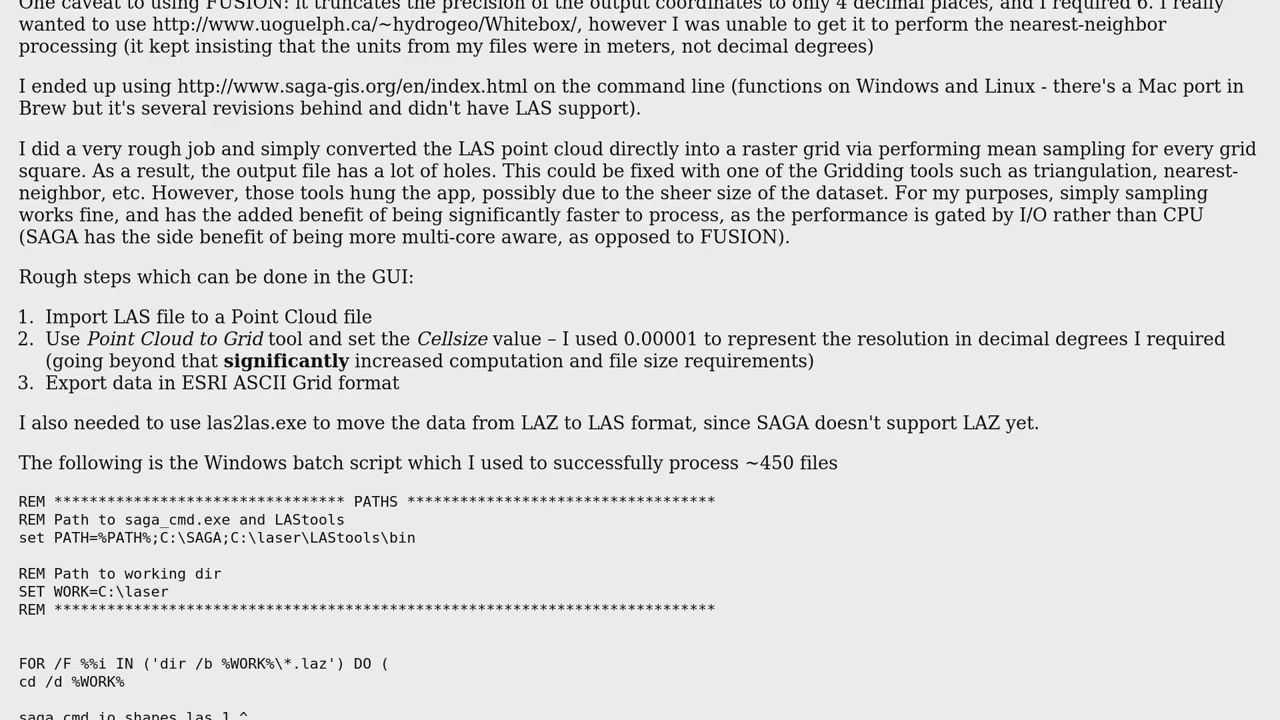 One caveat to using FUSION: it truncates the precision of the output coordinates to only 4 decimal places, and I required 6. I really
wanted to use http://www.uoguelph.ca/~hydrogeo/Whitebox/, however I was unable to get it to perform the nearest-neighbor
processing (it kept insisting that the units from my files were in meters, not decimal degrees)
I ended up using http://www.saga-gis.org/en/index.html on the command line (functions on Windows and Linux - there's a Mac port in
Brew but it's several revisions behind and didn't have LAS support).
I did a very rough job and simply converted the LAS point cloud directly into a raster grid via performing mean sampling for every grid
square. As a result, the output file has a lot of holes. This could be fixed with one of the Gridding tools such as triangulation, nearest-
neighbor, etc. However, those tools hung the app, possibly due to the sheer size of the dataset. For my purposes, simply sampling
works fine, and has the added benefit of being significantly faster to process, as the performance is gated by I/O rather than CPU
(SAGA has the side benefit of being more multi-core aware, as opposed to FUSION).
Rough steps which can be done in the GUI:
1. Import LAS file to a Point Cloud file
2. Use Point Cloud to Grid tool and set the Cellsize value – I used 0.00001 to represent the resolution in decimal degrees I required
(going beyond that significantly increased computation and file size requirements)
3. Export data in ESRI ASCII Grid format
I also needed to use las2las.exe to move the data from LAZ to LAS format, since SAGA doesn't support LAZ yet.
The following is the Windows batch script which I used to successfully process ~450 files
REM ********************************* PATHS ***********************************
REM Path to saga_cmd.exe and LAStools
set PATH=%PATH%;C:\SAGA;C:\laser\LAStools\bin
REM Path to working dir
SET WORK=C:\laser
REM ***************************************************************************
FOR /F %%i IN ('dir /b %WORK%\*.laz') DO (
cd /d %WORK%
saga_cmd io_shapes_las 1 ^